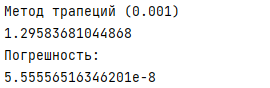 Метод трапеций (0.001)
1.29583681044868
Погрешность:
5.55556516346201e-8